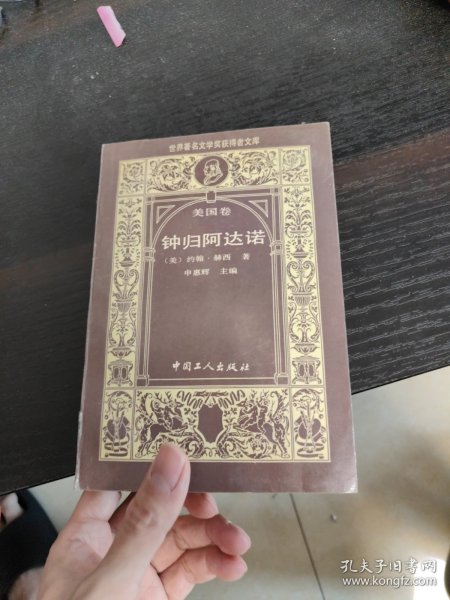 世界著名文学奖获得者文库
美国卷
钟归阿达诺
（美）约翰·赫西 著
申惠辉 主编
中国工人出版社
孔夫子旧书网
www.kongfz.com